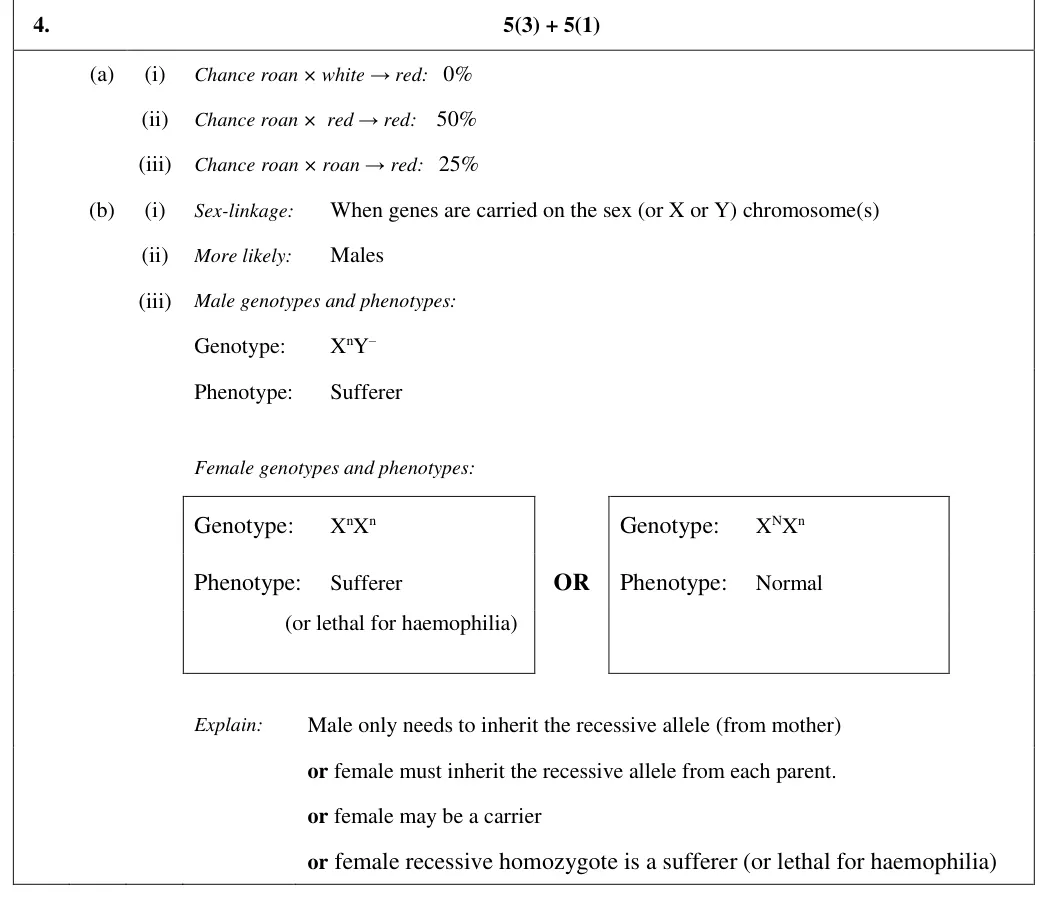 4. 5(3) + 5(1)
(a) (i) Chance roan × white → red: 0%
(ii) Chance roan × red → red: 50%
(iii) Chance roan × roan → red: 25%
(b) (i) Sex-linkage: When genes are carried on the sex (or X or Y) chromosome(s)
(ii) More likely: Males
(iii) Male genotypes and phenotypes:
Genotype: XⁿY⁻
Phenotype: Sufferer
Female genotypes and phenotypes:
Genotype: XⁿXⁿ
Phenotype: Sufferer
(or lethal for haemophilia)
OR
Genotype: XᴺXⁿ
Phenotype: Normal
Explain: Male only needs to inherit the recessive allele (from mother)
or female must inherit the recessive allele from each parent.
or female may be a carrier
or female recessive homozygote is a sufferer (or lethal for haemophilia)